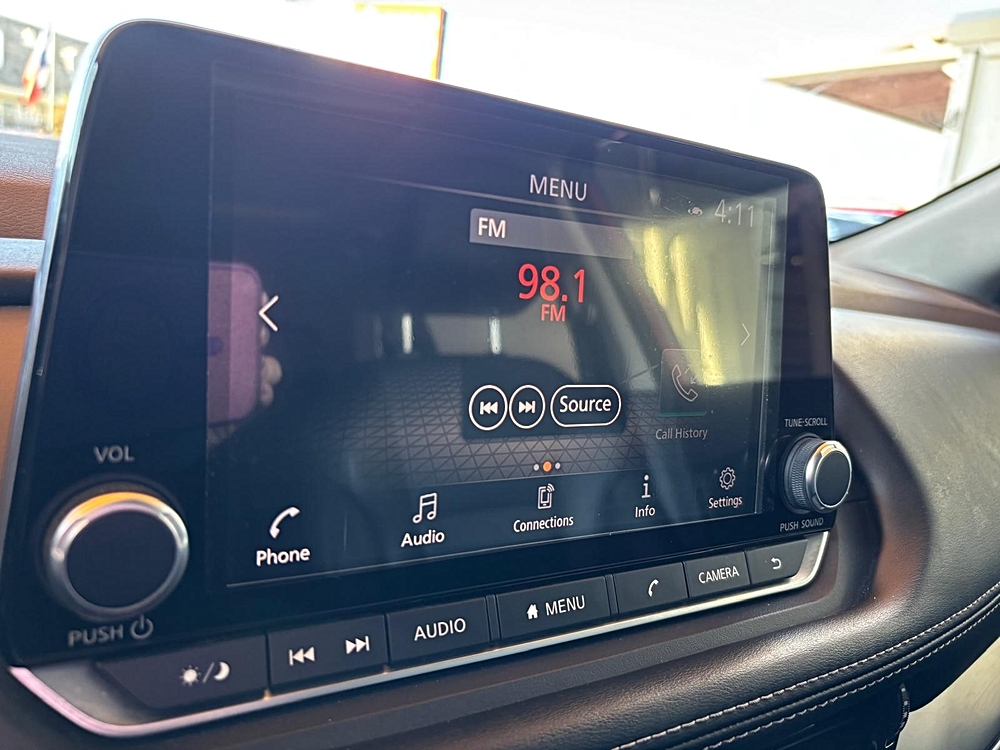 MENU
4:11
FM
98.1
FM
Source
Call History
Phone
Audio
Connections
Info
Settings
VOL
PUSH
TUNE·SCROLL
PUSH SOUND
AUDIO
MENU
CAMERA